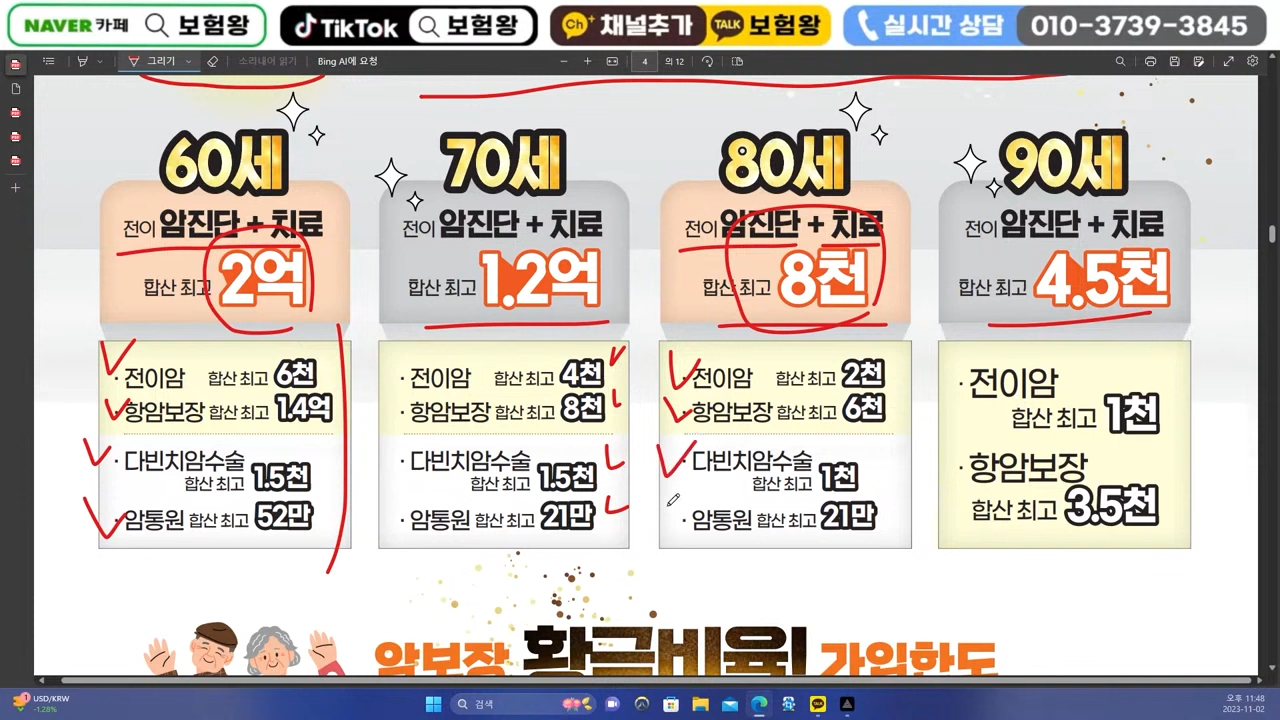 NAVER 카페 보험왕
TikTok 보험왕
Ch+ 채널추가 TALK 보험왕
실시간 상담 010-3739-3845
그리기 소리내어 읽기 Bing AI에 요청
4 의 12
60세
전이 암진단 + 치료
합산 최고 2억
· 전이암 합산 최고 6천
· 항암보장 합산 최고 1.4억
· 다빈치암수술
합산 최고 1.5천
· 암통원 합산 최고 52만
70세
전이 암진단 + 치료
합산 최고 1.2억
· 전이암 합산 최고 4천
· 항암보장 합산 최고 8천
· 다빈치암수술
합산 최고 1.5천
· 암통원 합산 최고 21만
80세
전이 암진단 + 치료
합산 최고 8천
· 전이암 합산 최고 2천
· 항암보장 합산 최고 6천
· 다빈치암수술
합산 최고 1천
· 암통원 합산 최고 21만
90세
전이 암진단 + 치료
합산 최고 4.5천
· 전이암
합산 최고 1천
· 항암보장
합산 최고 3.5천
암보장 황금비율! 가입한도
USD/KRW
-1.28%
검색
TALK
오후 11:48
2023-11-02